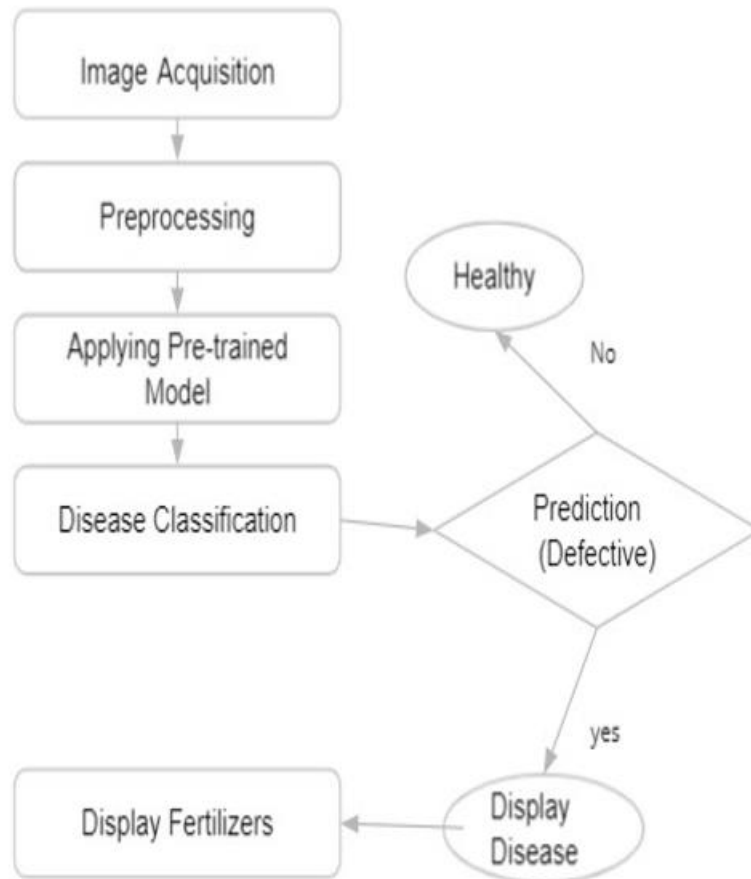 Image Acquisition
Preprocessing
Applying Pre-trained
Model
Disease Classification
Prediction
(Defective)
No
Healthy
yes
Display
Disease
Display Fertilizers